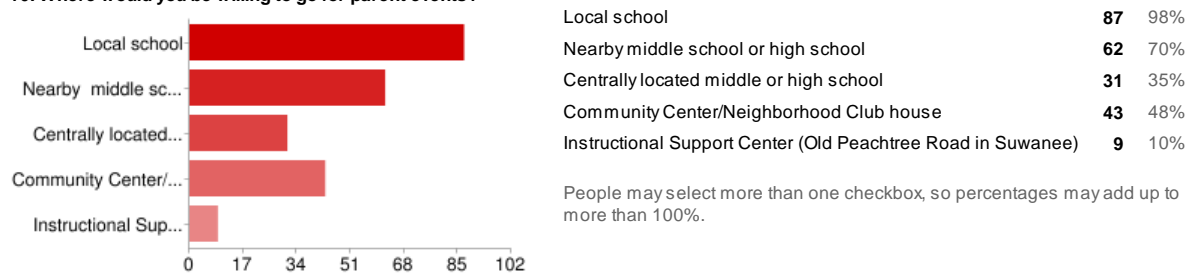 Local school
Nearby middle sc...
Centrally located...
Community Center/...
Instructional Sup...
0 17 34 51 68 85 102
Local school 87 98%
Nearby middle school or high school 62 70%
Centrally located middle or high school 31 35%
Community Center/Neighborhood Club house 43 48%
Instructional Support Center (Old Peachtree Road in Suwanee) 9 10%
People may select more than one checkbox, so percentages may add up to
more than 100%.